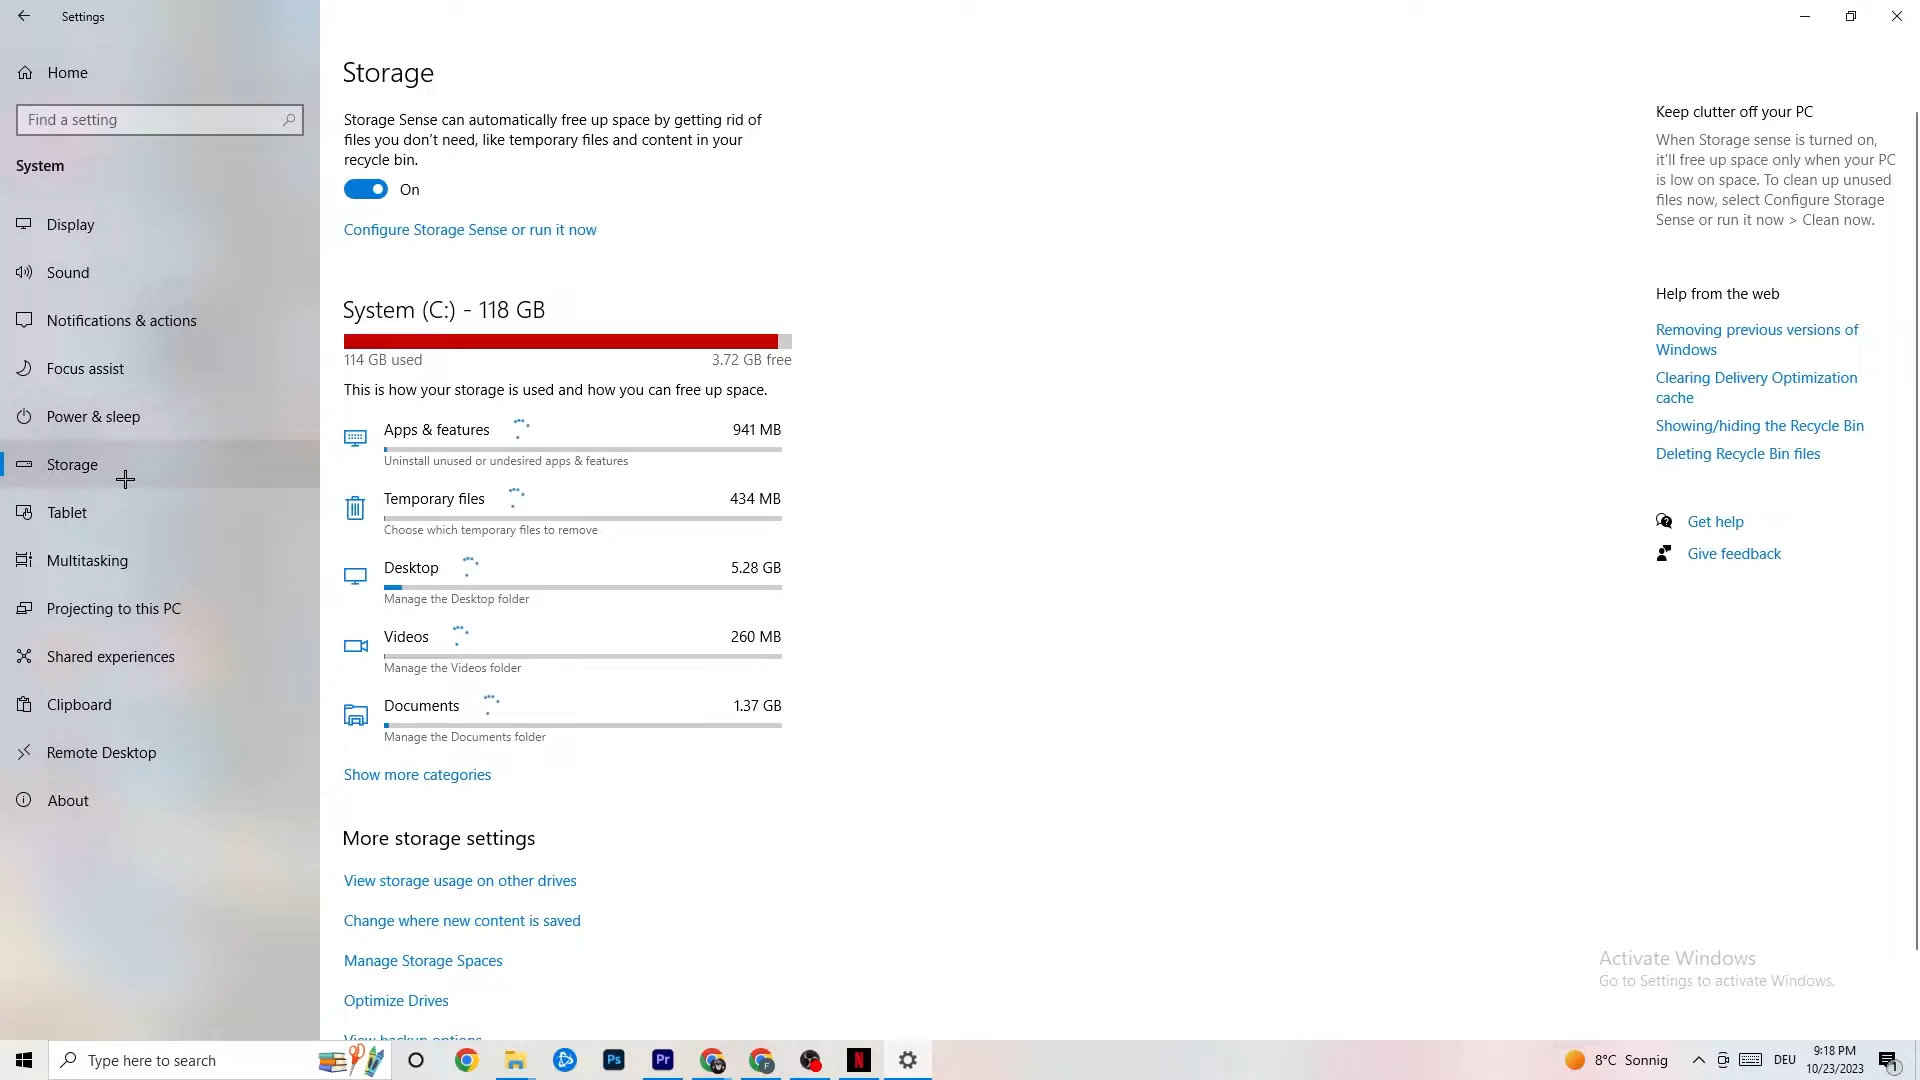 Settings
Home
Find a setting
System
Display
Sound
Notifications & actions
Focus assist
Power & sleep
Storage
Tablet
Multitasking
Projecting to this PC
Shared experiences
Clipboard
Remote Desktop
About
Storage
Storage Sense can automatically free up space by getting rid of
files you don't need, like temporary files and content in your
recycle bin.
On
Configure Storage Sense or run it now
System (C:) - 118 GB
114 GB used 3.72 GB free
This is how your storage is used and how you can free up space.
Apps & features 941 MB
Uninstall unused or undesired apps & features
Temporary files 434 MB
Choose which temporary files to remove
Desktop 5.28 GB
Manage the Desktop folder
Videos 260 MB
Manage the Videos folder
Documents 1.37 GB
Manage the Documents folder
Show more categories
More storage settings
View storage usage on other drives
Change where new content is saved
Manage Storage Spaces
Optimize Drives
View backup options
Keep clutter off your PC
When Storage sense is turned on,
it'll free up space only when your PC
is low on space. To clean up unused
files now, select Configure Storage
Sense or run it now > Clean now.
Help from the web
Removing previous versions of
Windows
Clearing Delivery Optimization
cache
Showing/hiding the Recycle Bin
Deleting Recycle Bin files
Get help
Give feedback
Activate Windows
Go to Settings to activate Windows.
Type here to search
Ps
Pr
F
N
8°C Sonnig
DEU
9:18 PM
10/23/2023
1